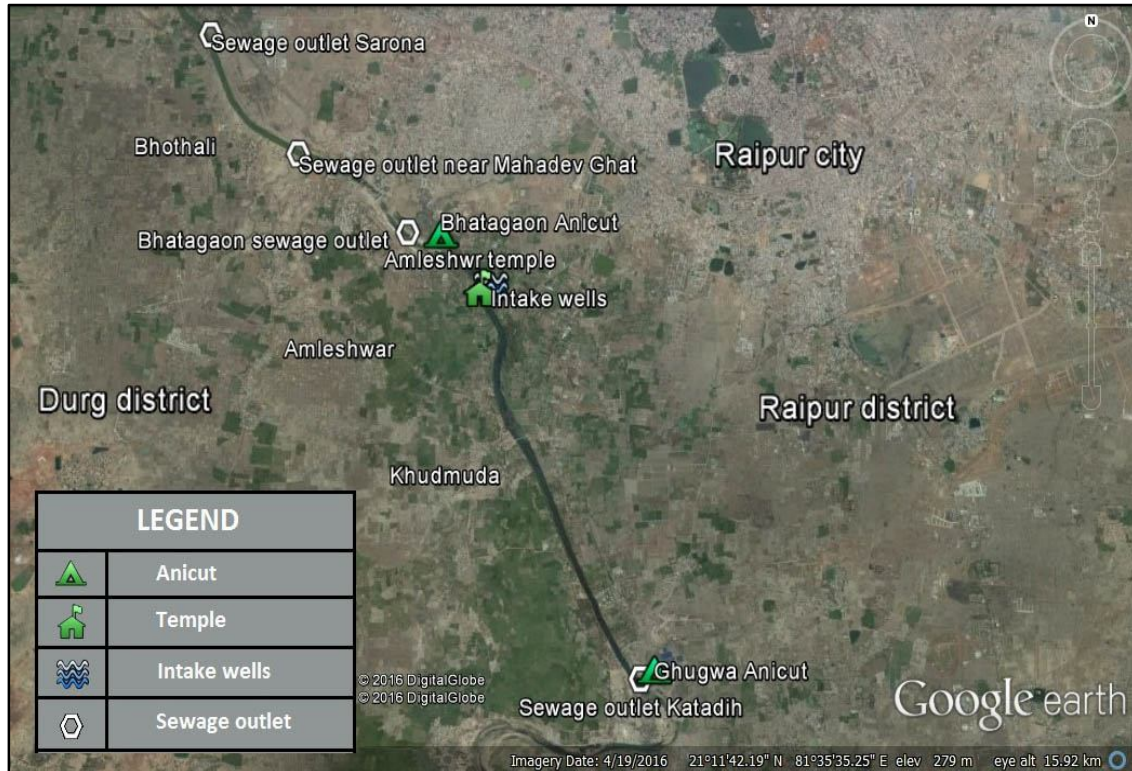 N
Sewage outlet Sarona
Bhothali
Sewage outlet near Mahadev Ghat
Raipur city
Bhatagaon Anicut
Bhatagaon sewage outlet
Amleshwr temple
Intake wells
Amleshwar
Durg district
Raipur district
Khudmuda
LEGEND
Anicut
Temple
Intake wells
Sewage outlet
© 2016 DigitalGlobe
© 2016 DigitalGlobe
Ghugwa Anicut
Sewage outlet Katadih
Google earth
Imagery Date: 4/19/2016 21°11'42.19" N 81°35'35.25" E elev 279 m eye alt 15.92 km